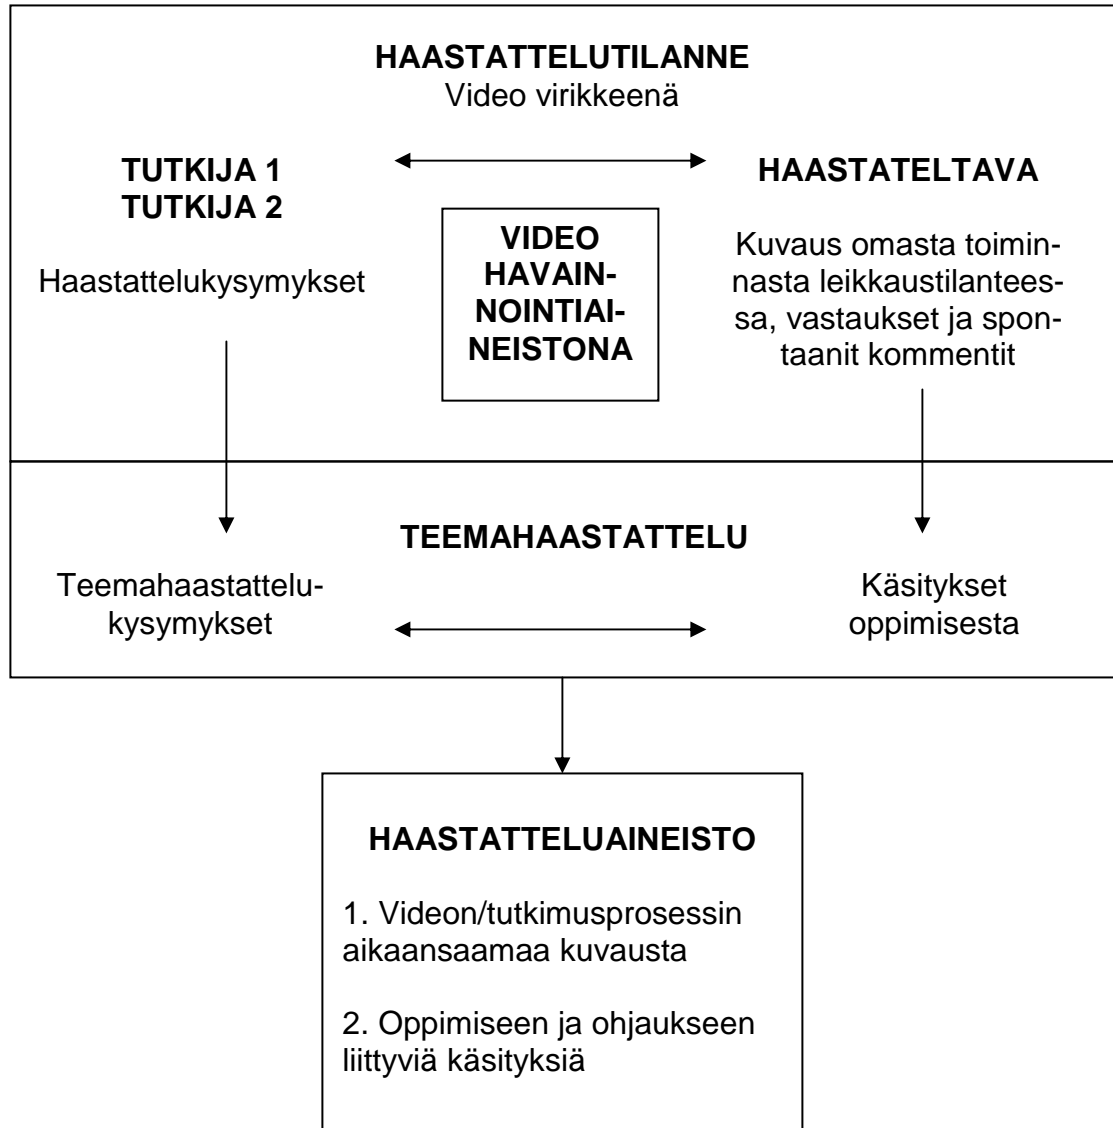 HAASTATTELUTILANNE
Video virikkeenä
TUTKIJA 1
TUTKIJA 2
Haastattelukysymykset
VIDEO
HAVAIN-
NOINTIAI-
NEISTONA
HAASTATELTAVA
Kuvaus omasta toimin-
nasta leikkaustilantees-
sa, vastaukset ja spon-
taanit kommentit
TEEMAHAASTATTELU
Teemahaastattelu-
kysymykset
Käsitykset
oppimisesta
HAASTATTELUAINEISTO
1. Videon/tutkimusprosessin
aikaansaamaa kuvausta
2. Oppimiseen ja ohjaukseen
liittyviä käsityksiä